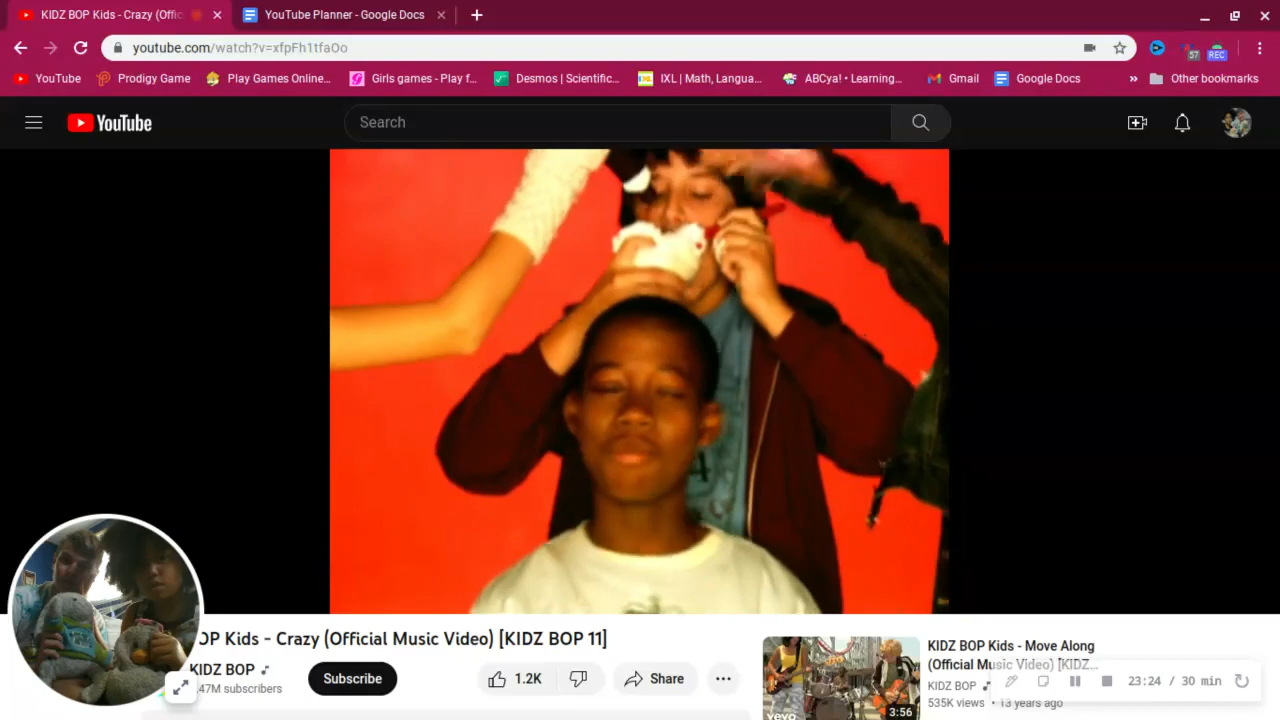 KIDZ BOP Kids - Crazy (Offic
YouTube Planner - Google Docs
youtube.com/watch?v=xfpFh1tfaOo
57
REC
YouTube
Prodigy Game
Play Games Online...
Girls games - Play f...
Desmos | Scientific...
IXL | Math, Langua...
ABCya! • Learning...
Gmail
Google Docs
»
Other bookmarks
YouTube
Search
OP Kids - Crazy (Official Music Video) [KIDZ BOP 11]
KIDZ BOP
.47M subscribers
Subscribe
1.2K
Share
3:56
KIDZ BOP Kids - Move Along
(Official Music Video) [KIDZ...
KIDZ BOP
535K views • 13 years ago
23:24 / 30 min